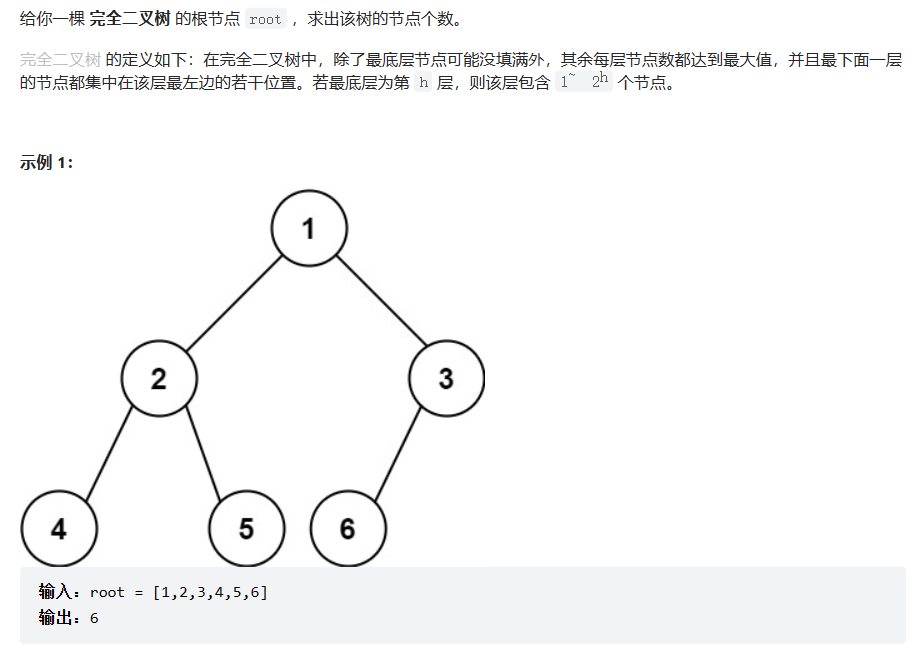 给你一棵 完全二叉树 的根节点 root ，求出该树的节点个数。
完全二叉树 的定义如下：在完全二叉树中，除了最底层节点可能没填满外，其余每层节点数都达到最大值，并且最下面一层
的节点都集中在该层最左边的若干位置。若最底层为第 h 层，则该层包含 1~ 2^h 个节点。
示例 1：
1
2 3
4 5 6
输入：root = [1,2,3,4,5,6]
输出：6